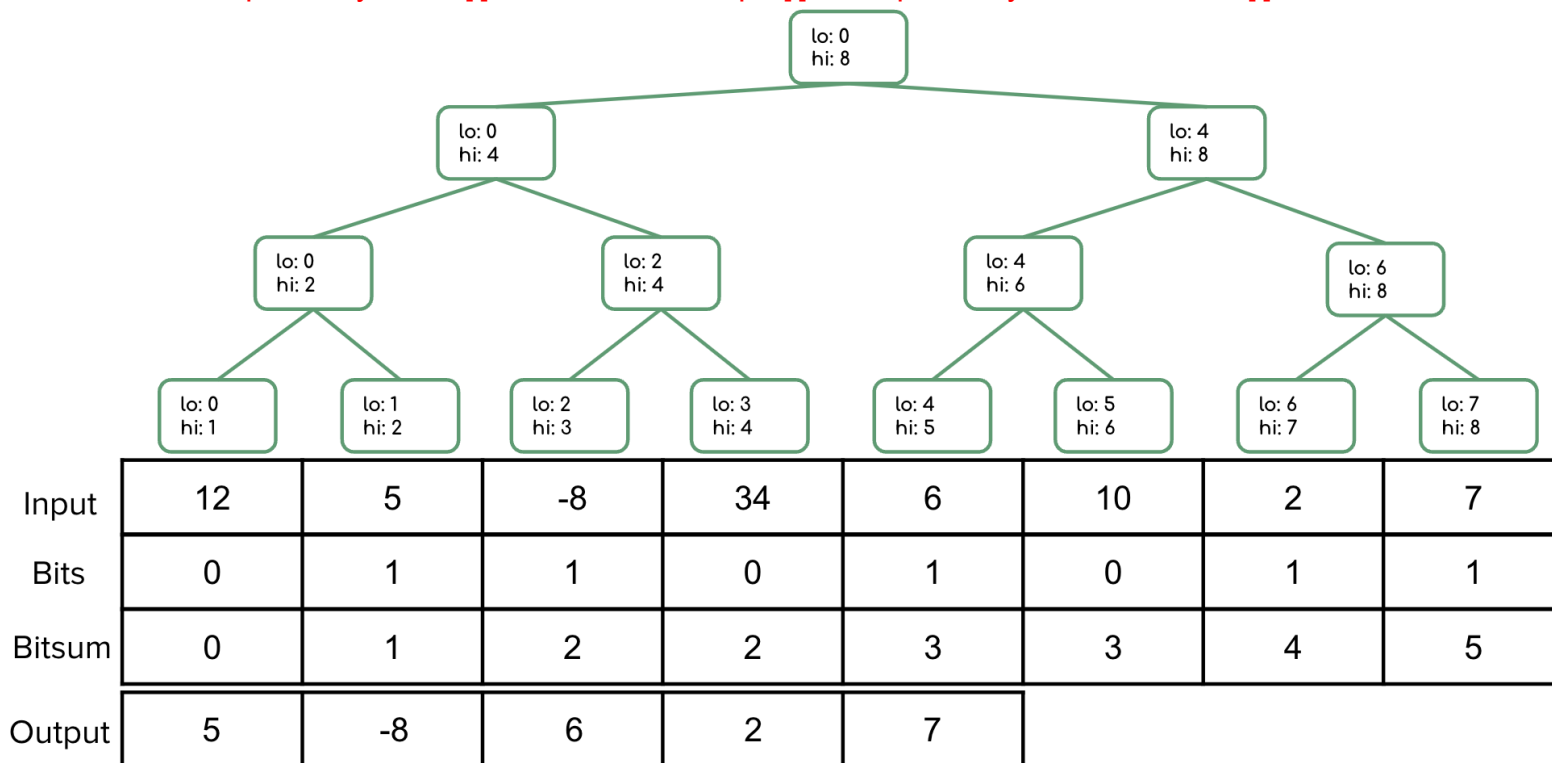 lo: 0
hi: 8
lo: 0
hi: 4
lo: 4
hi: 8
lo: 0
hi: 2
lo: 2
hi: 4
lo: 4
hi: 6
lo: 6
hi: 8
lo: 0
hi: 1
lo: 1
hi: 2
lo: 2
hi: 3
lo: 3
hi: 4
lo: 4
hi: 5
lo: 5
hi: 6
lo: 6
hi: 7
lo: 7
hi: 8
Input 12 5 -8 34 6 10 2 7
Bits 0 1 1 0 1 0 1 1
Bitsum 0 1 2 2 3 3 4 5
Output 5 -8 6 2 7